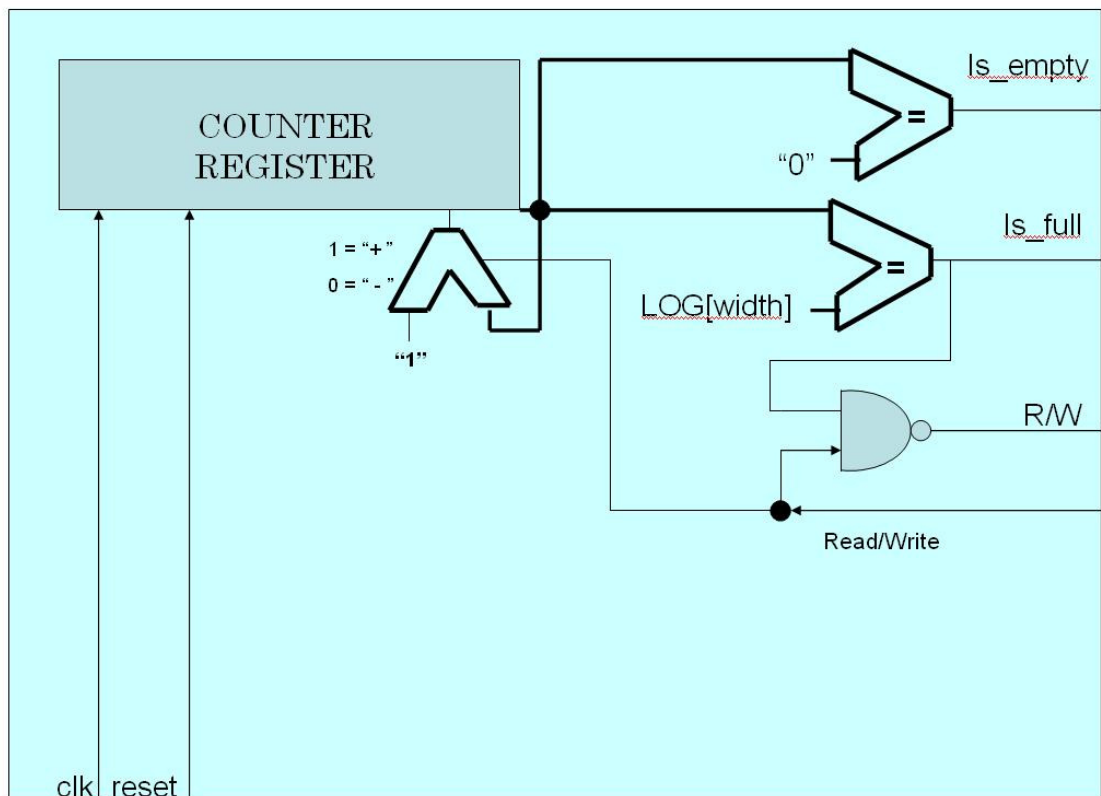 Is_empty
COUNTER
REGISTER
=
“0”
Is_full
1 = “+”
0 = “ - ”
=
LOG[width]
“1”
R/W
Read/Write
clk
reset